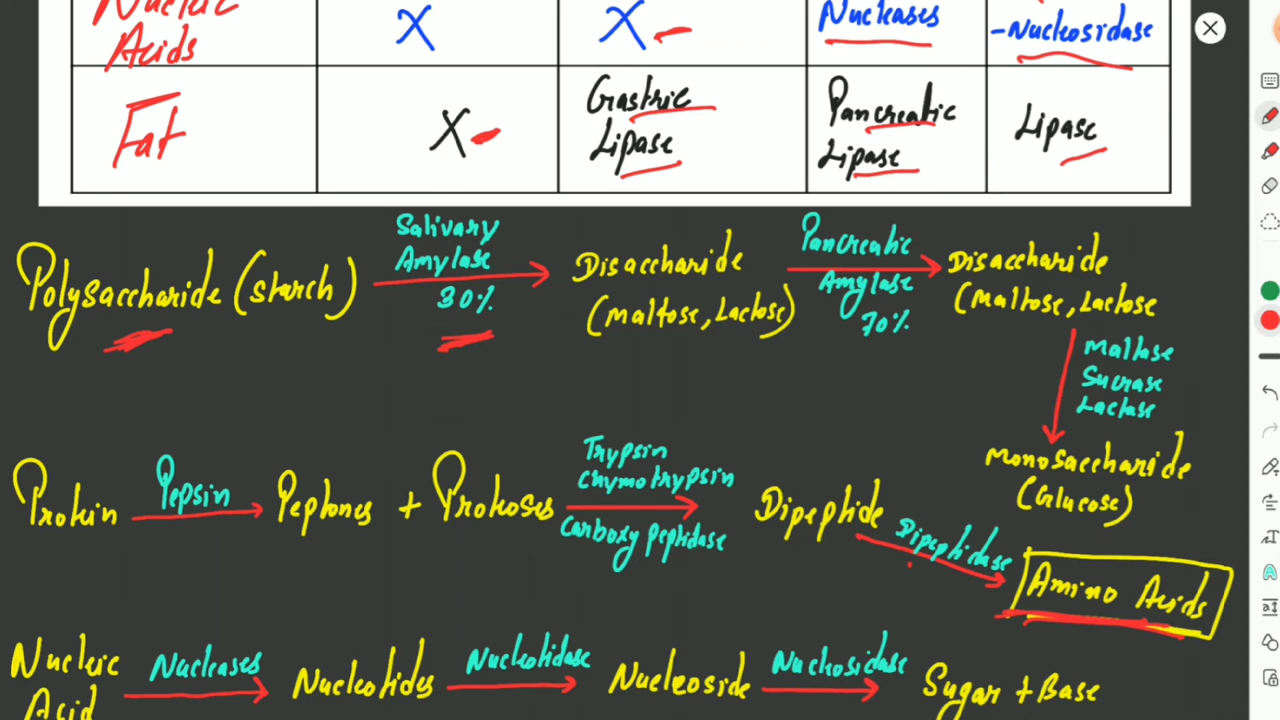 Nucleic
Acids
X
X
Nucleases
-Nucleosidase
Fat
X
Gastric
Lipase
Pancreatic
Lipase
Lipase
Polysaccharide (starch)
Salivary
Amylase
30%
Disaccharide
(Maltose, Lactose)
Pancreatic
Amylase
70%
Disaccharide
(Maltose, Lactose
Maltase
Sucrase
Lactase
Monosaccharide
(Glucose)
Protein
Pepsin
Peptones + Proteoses
Trypsin
Chymotrypsin
Carboxy peptidase
Dipeptide
Dipeptidase
Amino Acids
Nucleic
Acid
Nucleases
Nucleotides
Nucleotidase
Nucleoside
Nucleosidase
Sugar + Base